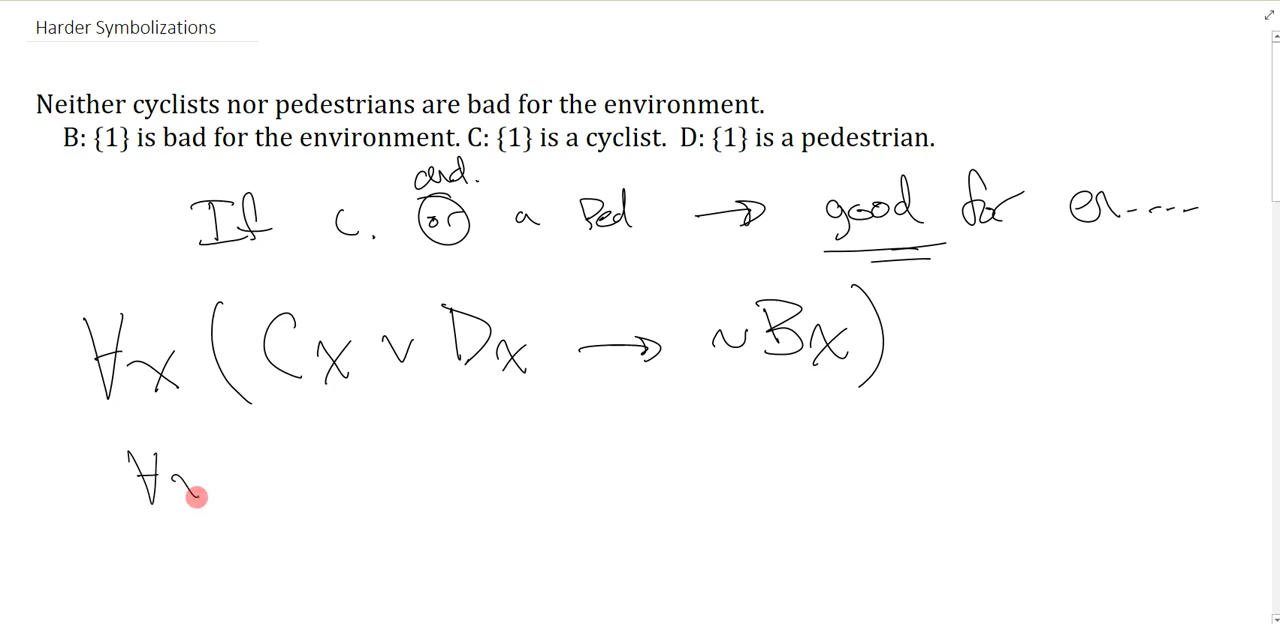 Harder Symbolizations
Neither cyclists nor pedestrians are bad for the environment.
B: {1} is bad for the environment. C: {1} is a cyclist. D: {1} is a pedestrian.
and.
If c. or a Ped → good for en----
∀x (Cx ∨ Dx → ~Bx)
∀x